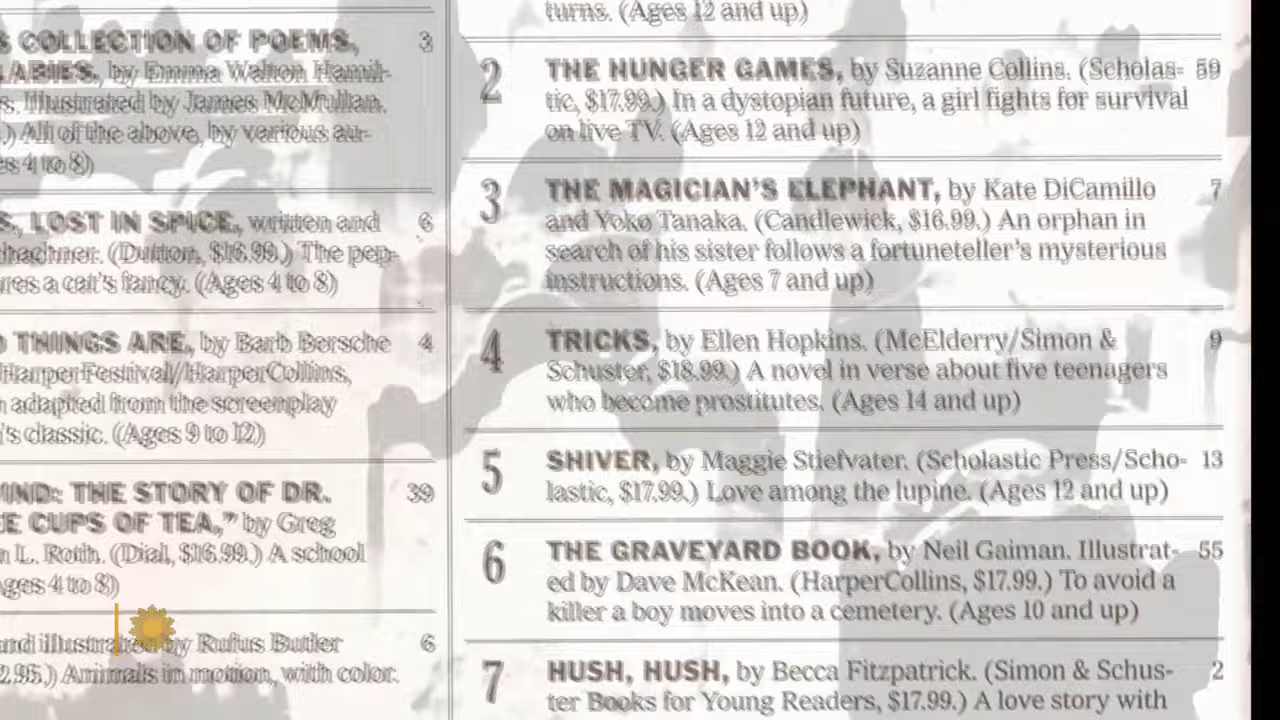 S COLLECTION OF POEMS, 3
LABIES, by Emma Walton Hamil-
s. Illustrated by James McMullan.
.) All of the above, by various au-
es 4 to 8)
S, LOST IN SPICE, written and 6
chachner. (Dutton, $16.99.) The pep-
res a cat's fancy. (Ages 4 to 8)
D THINGS ARE, by Barb Bersche 4
HarperFestival/HarperCollins,
n adapted from the screenplay
's classic. (Ages 9 to 12)
MIND: THE STORY OF DR. 39
EE CUPS OF TEA," by Greg
n L. Roth. (Dial, $16.99.) A school
Ages 4 to 8)
and illustrated by Rufus Butler 6
2.95.) Animals in motion, with color.
turns. (Ages 12 and up)
2 THE HUNGER GAMES, by Suzanne Collins. (Scholas- 59
tic, $17.99.) In a dystopian future, a girl fights for survival
on live TV. (Ages 12 and up)
3 THE MAGICIAN'S ELEPHANT, by Kate DiCamillo 7
and Yoko Tanaka. (Candlewick, $16.99.) An orphan in
search of his sister follows a fortuneteller's mysterious
instructions. (Ages 7 and up)
4 TRICKS, by Ellen Hopkins. (McElderry/Simon & 9
Schuster, $18.99.) A novel in verse about five teenagers
who become prostitutes. (Ages 14 and up)
5 SHIVER, by Maggie Stiefvater. (Scholastic Press/Scho- 13
lastic, $17.99.) Love among the lupine. (Ages 12 and up)
6 THE GRAVEYARD BOOK, by Neil Gaiman. Illustrat- 55
ed by Dave McKean. (HarperCollins, $17.99.) To avoid a
killer a boy moves into a cemetery. (Ages 10 and up)
7 HUSH, HUSH, by Becca Fitzpatrick. (Simon & Schus- 2
ter Books for Young Readers, $17.99.) A love story with